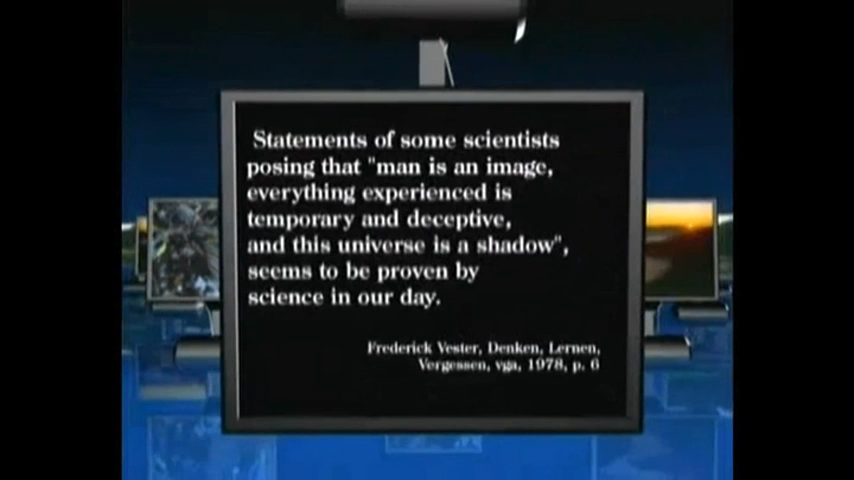 Statements of some scientists
posing that "man is an image,
everything experienced is
temporary and deceptive,
and this universe is a shadow",
seems to be proven by
science in our day.
Frederick Vester, Denken, Lernen,
Vergessen, vga, 1978, p. 6